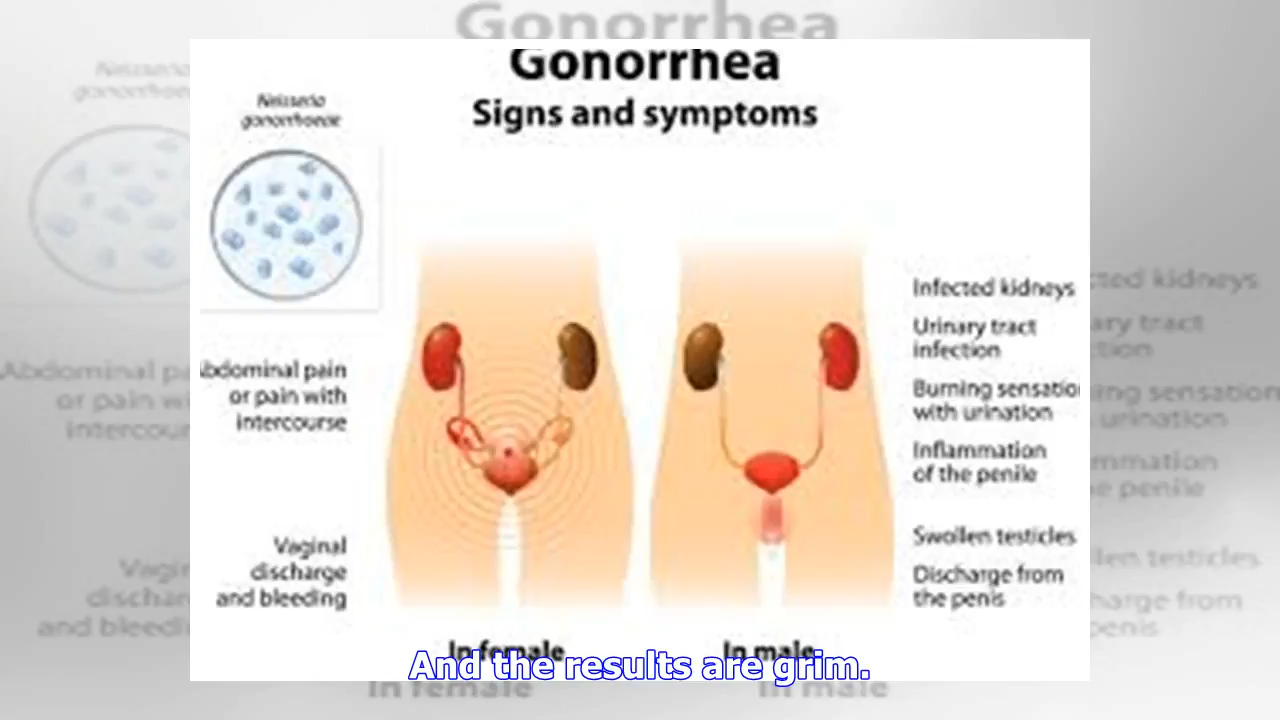 Gonorrhea
Signs and symptoms
Neisseria
gonorrhoeae
Abdominal pain
or pain with
intercourse
Vaginal
discharge
and bleeding
Infected kidneys
Urinary tract
infection
Burning sensation
with urination
Inflammation
of the penile
Swollen testicles
Discharge from
the penis
In female
In male
And the results are grim.